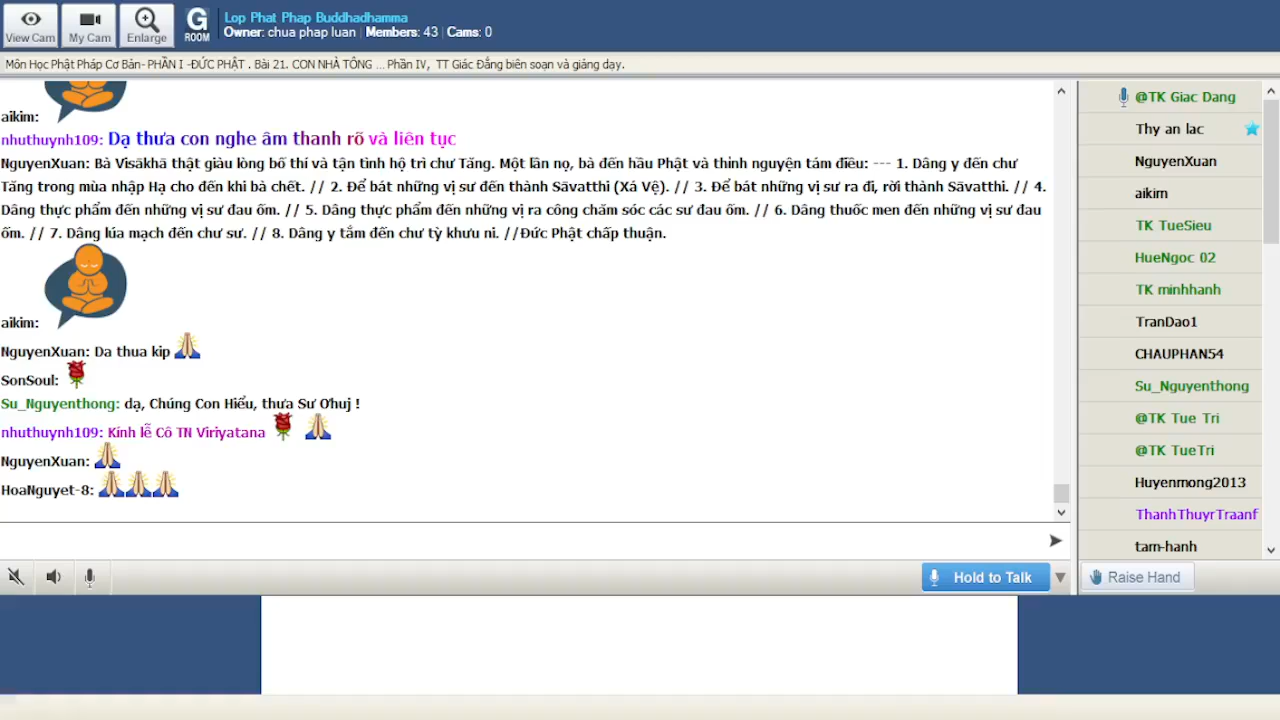 View Cam
My Cam
Enlarge
G
ROOM
Lop Phat Phap Buddhadhamma
Owner: chua phap luan | Members: 43 | Cams: 0
Môn Học Phật Pháp Cơ Bản- PHẦN I -ĐỨC PHẬT . Bài 21. CON NHÀ TÔNG ... Phần IV, TT Giác Đẳng biên soạn và giảng dạy.
aikim:
nhuthuynh109: Dạ thưa con nghe âm thanh rõ và liên tục
NguyenXuan: Bà Visākhā thật giàu lòng bố thí và tận tình hộ trì chư Tăng. Một lần nọ, bà đến hầu Phật và thỉnh nguyện tám điều: --- 1. Dâng y đến chư
Tăng trong mùa nhập Hạ cho đến khi bà chết. // 2. Để bát những vị sư đến thành Sāvatthi (Xá Vệ). // 3. Để bát những vị sư ra đi, rời thành Sāvatthi. // 4.
Dâng thực phẩm đến những vị sư đau ốm. // 5. Dâng thực phẩm đến những vị ra công chăm sóc các sư đau ốm. // 6. Dâng thuốc men đến những vị sư đau
ốm. // 7. Dâng lúa mạch đến chư sư. // 8. Dâng y tắm đến chư tỳ khưu ni. //Đức Phật chấp thuận.
aikim:
NguyenXuan: Da thua kip
SonSoul:
Su_Nguyenthong: dạ, Chúng Con Hiểu, thưa Sư Ơhuj !
nhuthuynh109: Kính lễ Cô TN Viriyatana
NguyenXuan:
HoaNguyet-8:
Hold to Talk
@TK Giac Dang
Thy an lac
NguyenXuan
aikim
TK TueSieu
HueNgoc 02
TK minhhanh
TranDao1
CHAUPHAN54
Su_Nguyenthong
@TK Tue Tri
@TK TueTri
Huyenmong2013
ThanhThuyrTraanf
tam-hanh
Raise Hand